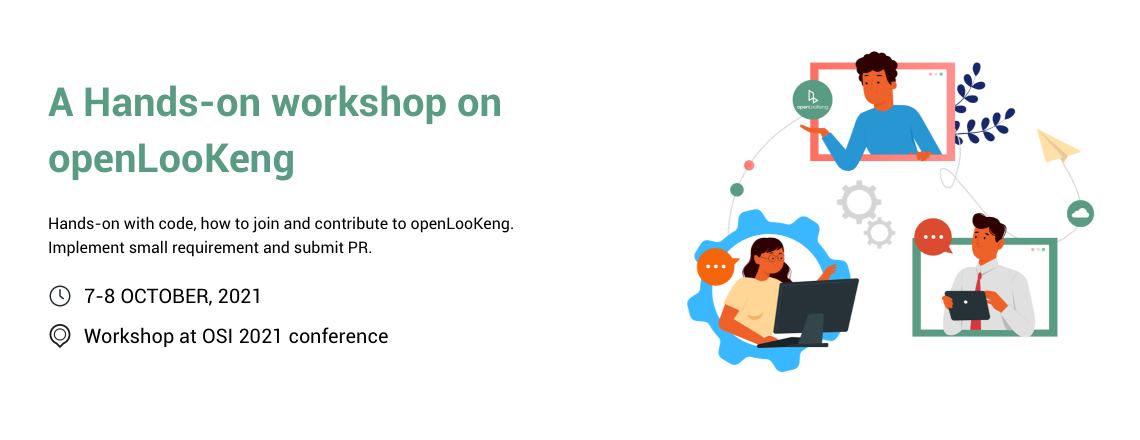 A Hands-on workshop on
openLooKeng
Hands-on with code, how to join and contribute to openLooKeng.
Implement small requirement and submit PR.
7-8 OCTOBER, 2021
Workshop at OSI 2021 conference
openLooKeng